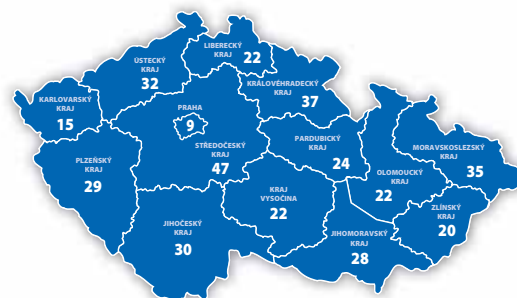 LIBERECKÝ
KRAJ 22
ÚSTECKÝ
KRAJ
32
KRÁLOVÉHRADECKÝ
KRAJ
37
KARLOVARSKÝ
KRAJ
15
PRAHA
9
STŘEDOČESKÝ
KRAJ
47
PARDUBICKÝ
KRAJ
24
MORAVSKOSLEZSKÝ
KRAJ
35
PLZEŇSKÝ
KRAJ
29
OLOMOUCKÝ
KRAJ
22
KRAJ
VYSOČINA
22
ZLÍNSKÝ
KRAJ
20
JIHOČESKÝ
KRAJ
30
JIHOMORAVSKÝ
KRAJ
28